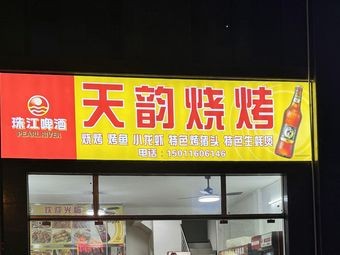 珠江啤酒
PEARL RIVER
天韵烧烤
烧烤 烤鱼 小龙虾 特色烤猪头 特色生蚝煲
电话：15011606146